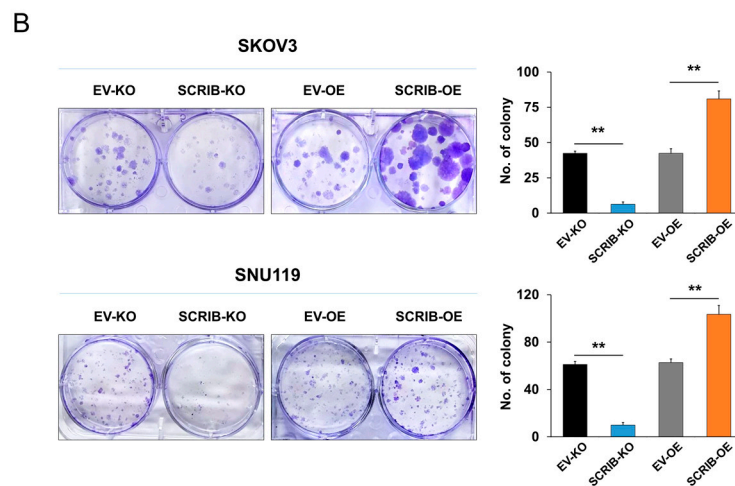 B
SKOV3
EV-KO SCRIB-KO EV-OE SCRIB-OE
No. of colony
100
75
50
25
0
**
**
EV-KO SCRIB-KO EV-OE SCRIB-OE
SNU119
EV-KO SCRIB-KO EV-OE SCRIB-OE
No. of colony
120
80
40
0
**
**
EV-KO SCRIB-KO EV-OE SCRIB-OE